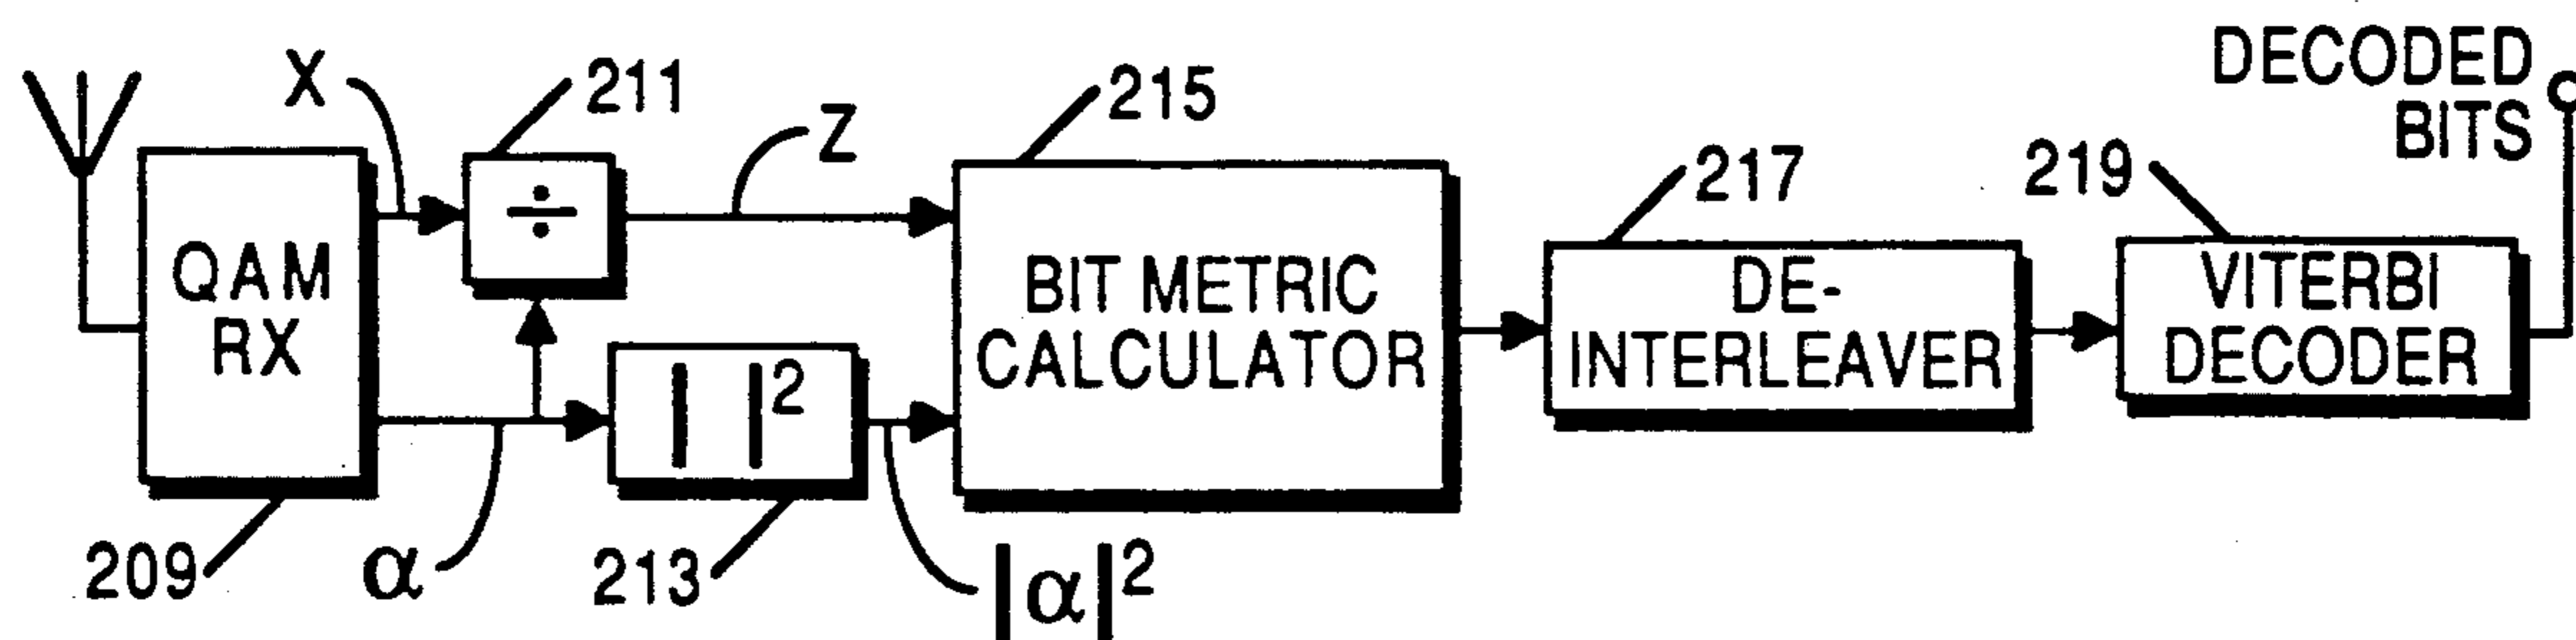 X
211
Z
215
217
219
DECODED
BITS
QAM
RX
÷
BIT METRIC
CALCULATOR
DE-
INTERLEAVER
VITERBI
DECODER
| |²
209
α
213
|α|²